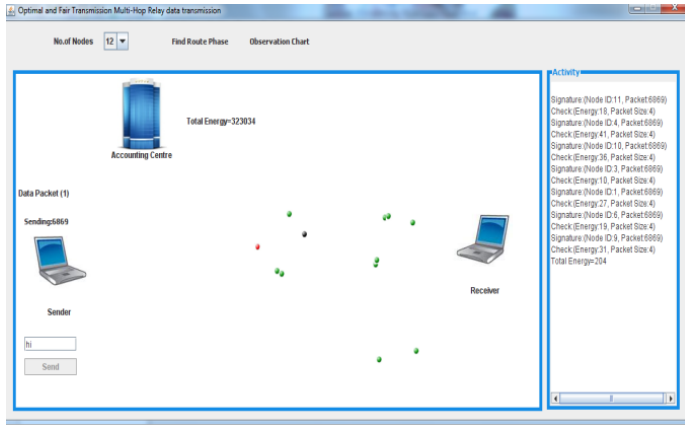 Optimal and Fair Transmission Multi-Hop Relay data transmission
No.of Nodes 12 Find Route Phase Observation Chart
Total Energy=323034
Accounting Centre
Data Packet (1)
Sending:6869
Sender
hi
Send
Receiver
Activity
Signature:(Node ID:11, Packet:6869)
Check:(Energy:18, Packet Size:4)
Signature:(Node ID:4, Packet:6869)
Check:(Energy:41, Packet Size:4)
Signature:(Node ID:10, Packet:6869)
Check:(Energy:36, Packet Size:4)
Signature:(Node ID:3, Packet:6869)
Check:(Energy:10, Packet Size:4)
Signature:(Node ID:1, Packet:6869)
Check:(Energy:27, Packet Size:4)
Signature:(Node ID:6, Packet:6869)
Check:(Energy:19, Packet Size:4)
Signature:(Node ID:9, Packet:6869)
Check:(Energy:31, Packet Size:4)
Total Energy=204